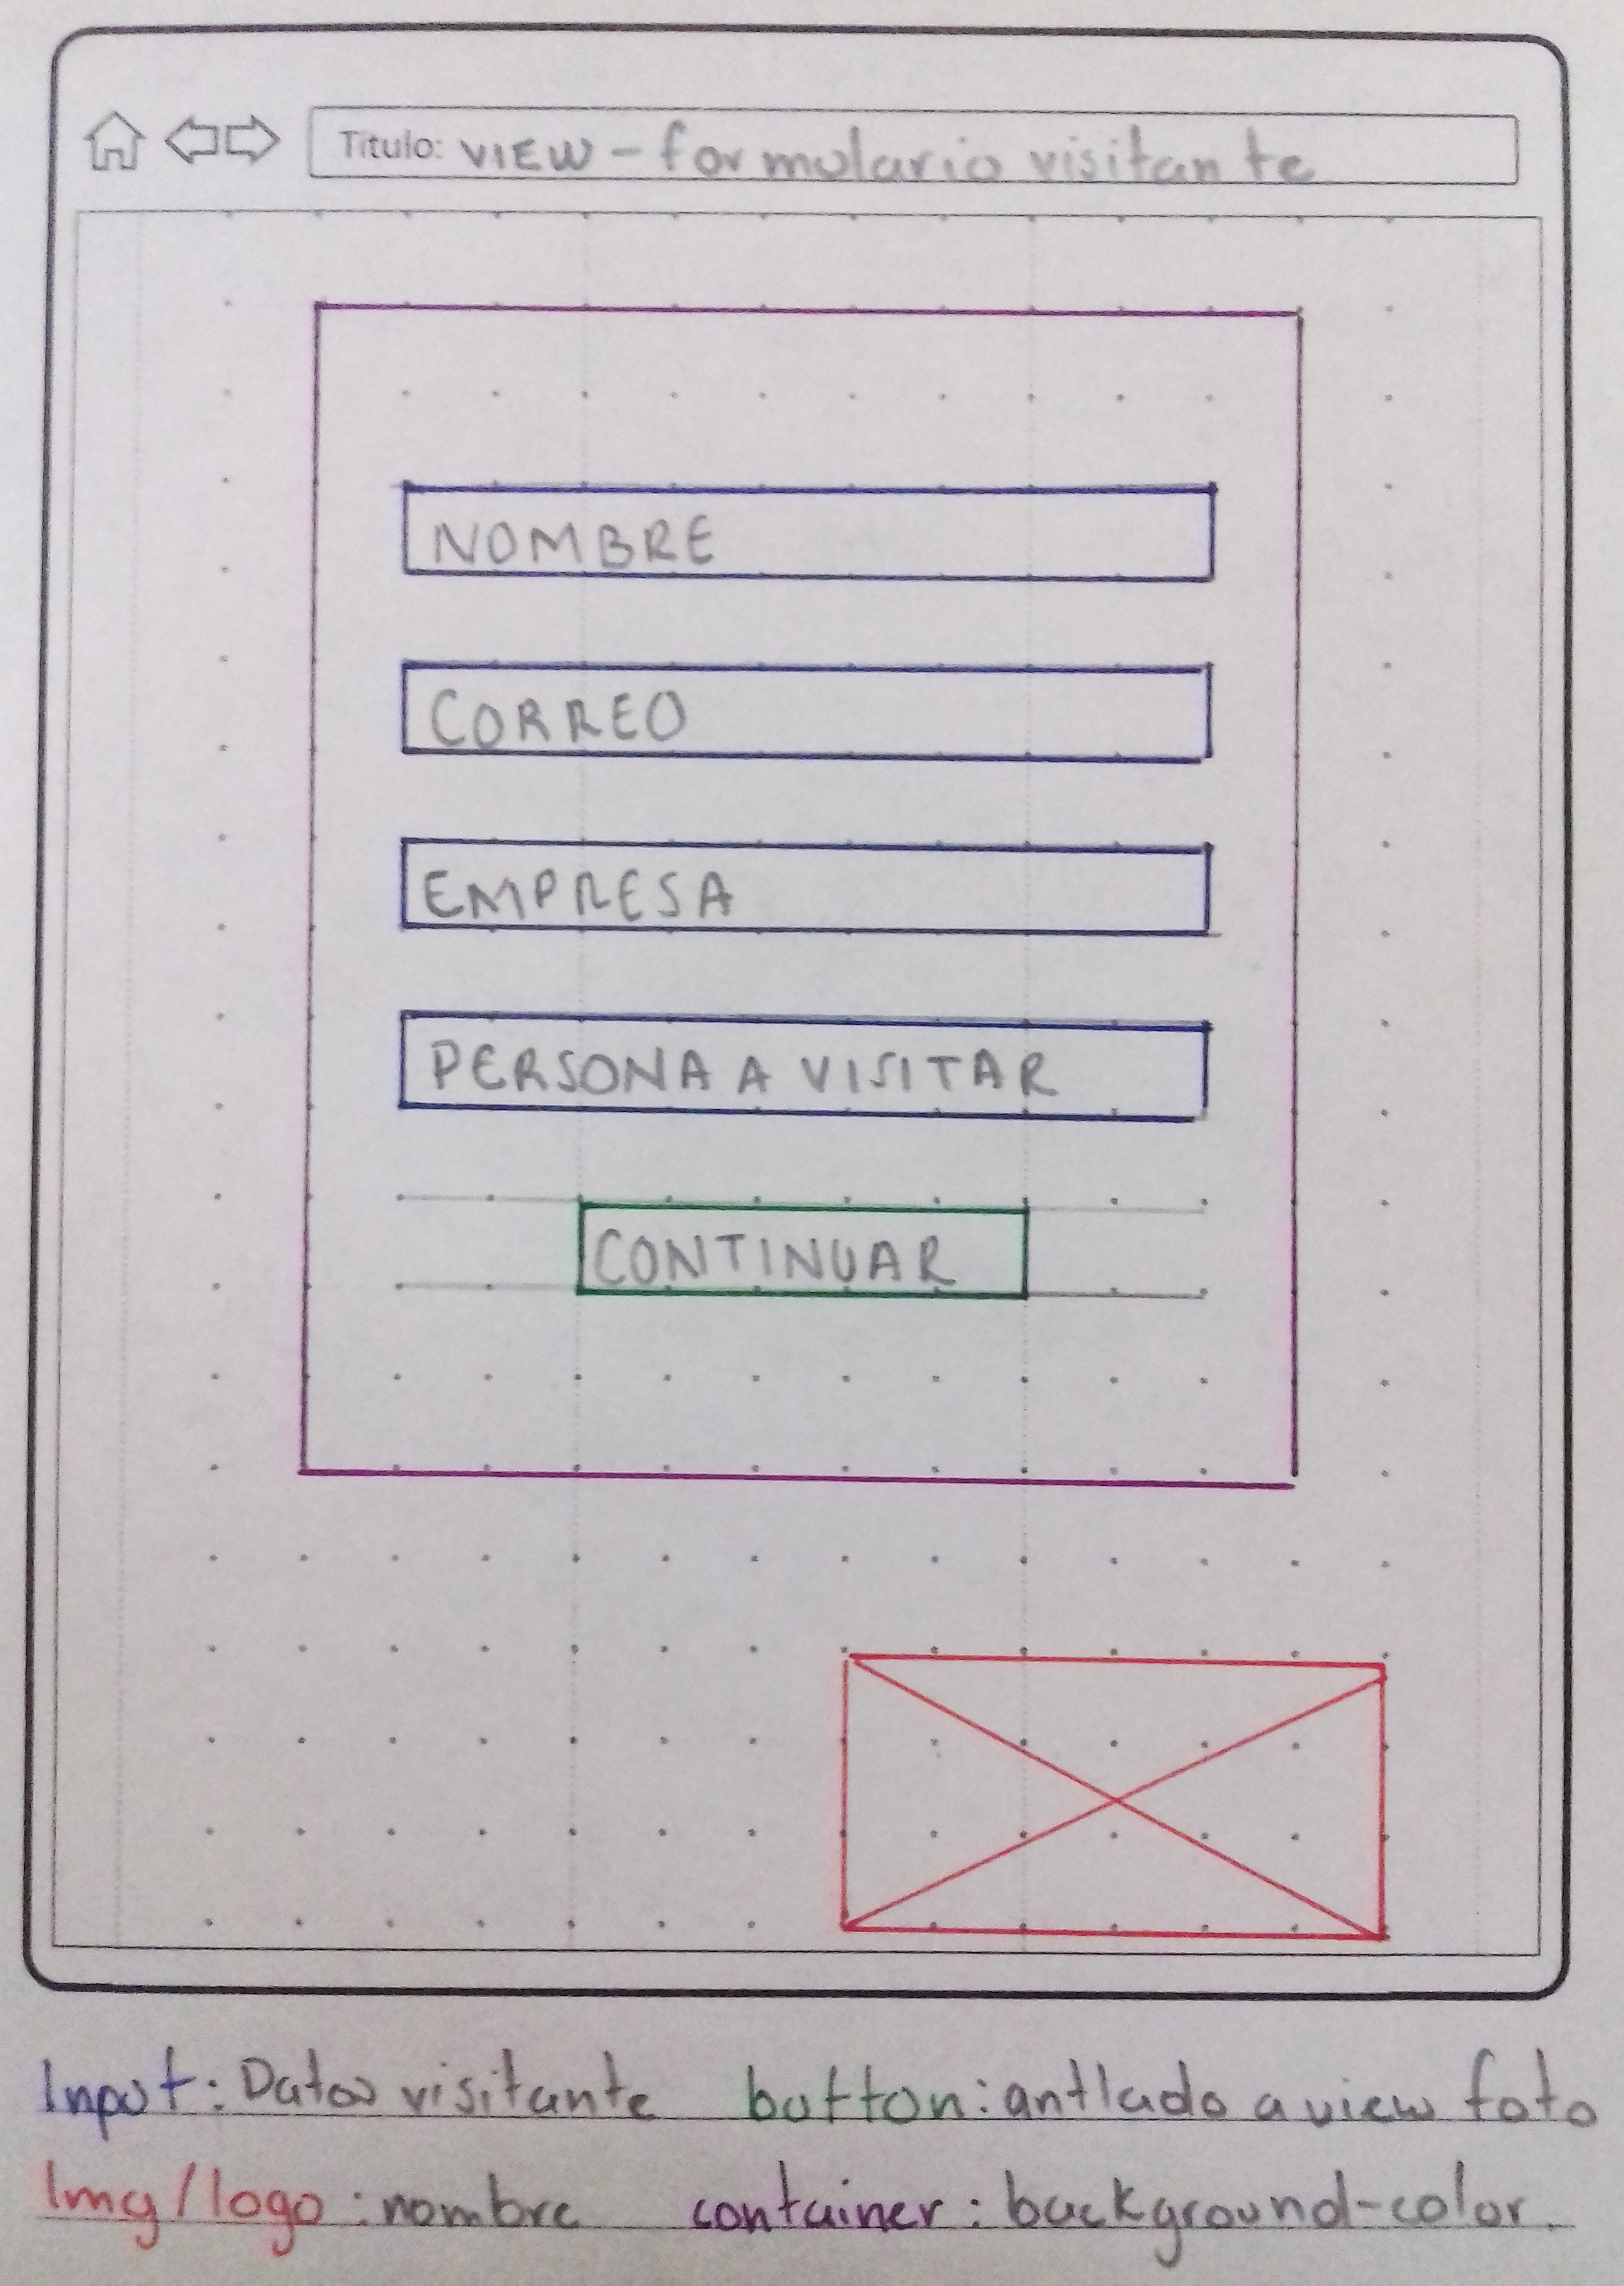 Titulo: VIEW - formulario visitante
NOMBRE
CORREO
EMPRESA
PERSONA A VISITAR
CONTINUAR
Input: Datos visitante button: antlado a view foto
Img/logo: nombre container: background-color.